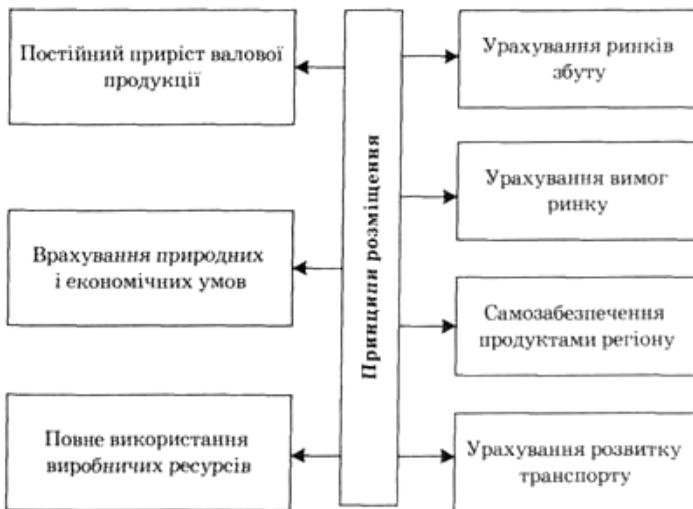 Постійний приріст валової
продукції
Врахування природних
і економічних умов
Повне використання
виробничих ресурсів
Принципи розміщення
Урахування ринків
збуту
Урахування вимог
ринку
Самозабезпечення
продуктами регіону
Урахування розвитку
транспорту